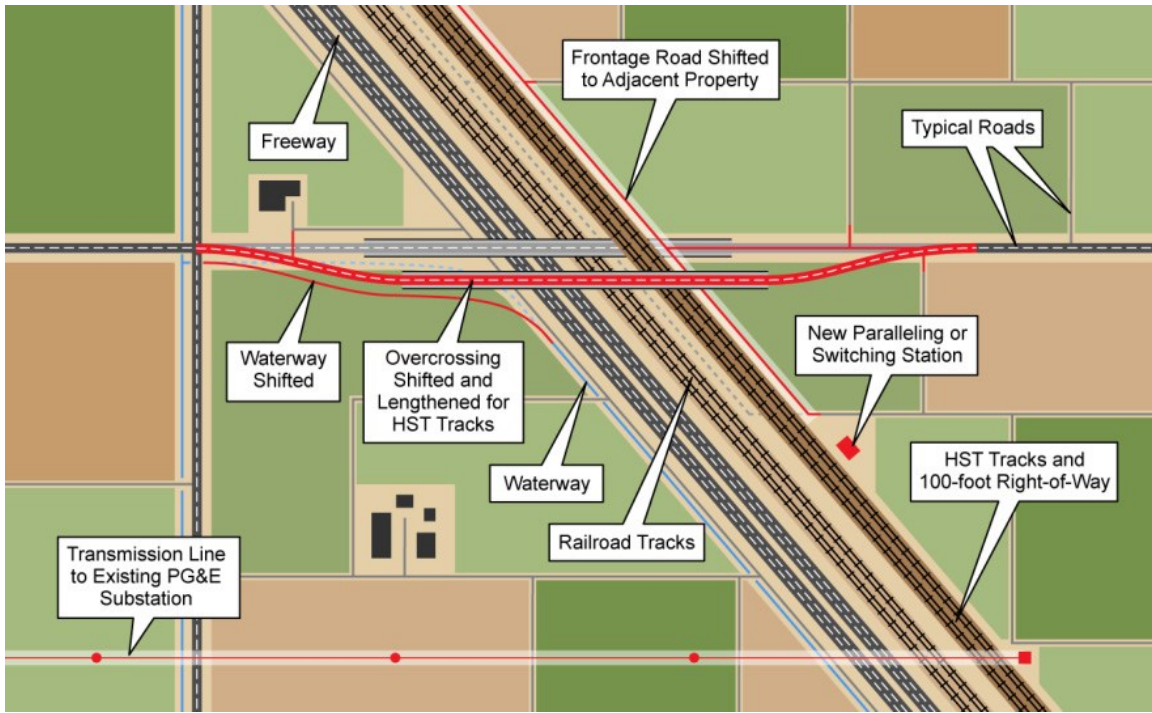 Frontage Road Shifted
to Adjacent Property
Freeway
Typical Roads
New Paralleling or
Switching Station
Waterway
Shifted
Overcrossing
Shifted and
Lengthened for
HST Tracks
Waterway
HST Tracks and
100-foot Right-of-Way
Railroad Tracks
Transmission Line
to Existing PG&E
Substation